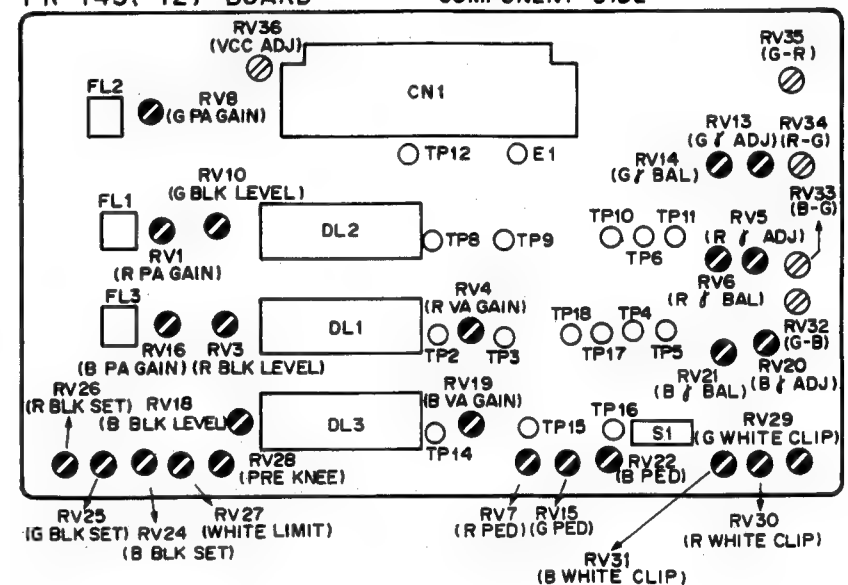 COMPONENT SIDE
RV36
(VCC ADJ)
RV35
(G-R)
FL2
RV8
(G PA GAIN)
CN1
RV13
(G γ ADJ)
RV34
(R-G)
TP12
E1
RV14
(G γ BAL)
RV10
(G BLK LEVEL)
RV33
(B-G)
FL1
DL2
TP8
TP9
TP10
TP11
TP6
RV5
(R γ ADJ)
RV1
(R PA GAIN)
RV4
(R VA GAIN)
RV6
(R γ BAL)
FL3
DL1
TP18
TP4
TP2
TP3
TP17
TP5
RV32
(G-B)
RV16
(B PA GAIN)
RV3
(R BLK LEVEL)
RV20
(B γ ADJ)
RV21
(B γ BAL)
RV26
(R BLK SET)
RV18
(B BLK LEVEL)
RV19
(B VA GAIN)
DL3
TP14
TP15
TP16
S1
RV29
(G WHITE CLIP)
RV28
(PRE KNEE)
RV22
(B PED)
RV25
(G BLK SET)
RV24
(B BLK SET)
RV27
(WHITE LIMIT)
RV7
(R PED)
RV15
(G PED)
RV31
(B WHITE CLIP)
RV30
(R WHITE CLIP)